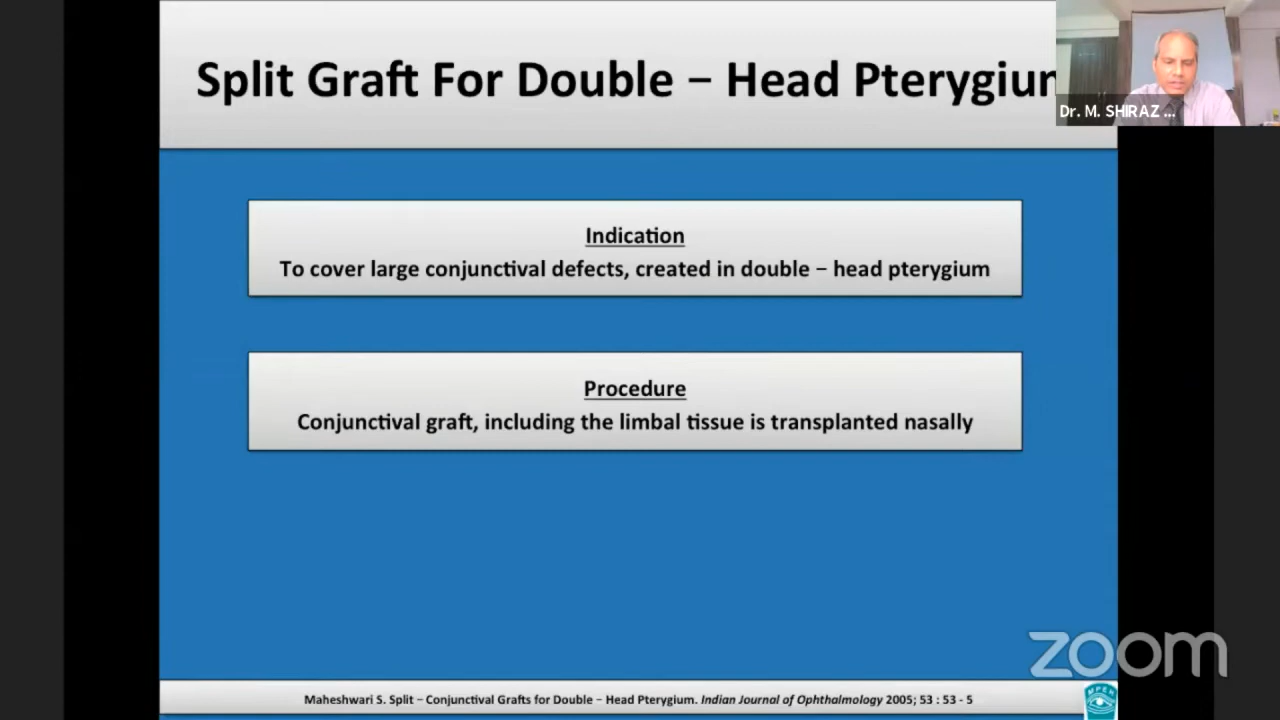 Split Graft For Double – Head Pterygium
Dr. M. SHIRAZ ...
Indication
To cover large conjunctival defects, created in double – head pterygium
Procedure
Conjunctival graft, including the limbal tissue is transplanted nasally
zoom
Maheshwari S. Split – Conjunctival Grafts for Double – Head Pterygium. Indian Journal of Ophthalmology 2005; 53 : 53 - 5